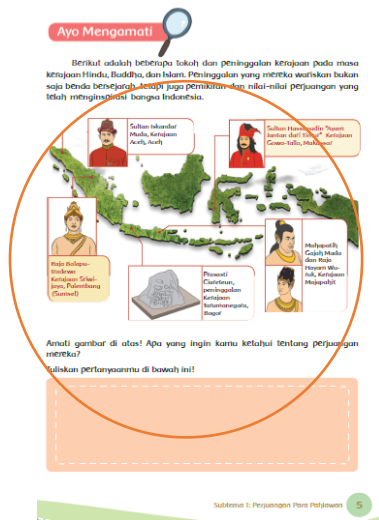 Ayo Mengamati
Berikut adalah beberapa tokoh dan peninggalan kerajaan pada masa
kerajaan Hindu, Buddha, dan Islam. Peninggalan yang mereka wariskan bukan
saja benda bersejarah, tetapi juga pemikiran dan nilai-nilai perjuangan yang
telah menginspirasi bangsa Indonesia.
Sultan Iskandar
Muda, Kerajaan
Aceh, Aceh
Sultan Hasanudin "Ayam
Jantan dari Timur" Kerajaan
Gowa-Tallo, Makassar
Raja Balapu-
tradewa
Kerajaan Sriwi-
jaya, Palembang
(Sumsel)
Prasasti
Ciaruteun,
peninggalan
Kerajaan
Tarumanegara,
Bogor
Mahapatih
Gajah Mada
dan Raja
Hayam Wu-
ruk, Kerajaan
Majapahit
Amati gambar di atas! Apa yang ingin kamu ketahui tentang perjuangan
mereka?
Tuliskan pertanyaanmu di bawah ini!
Subtema 1: Perjuangan Para Pahlawan 5